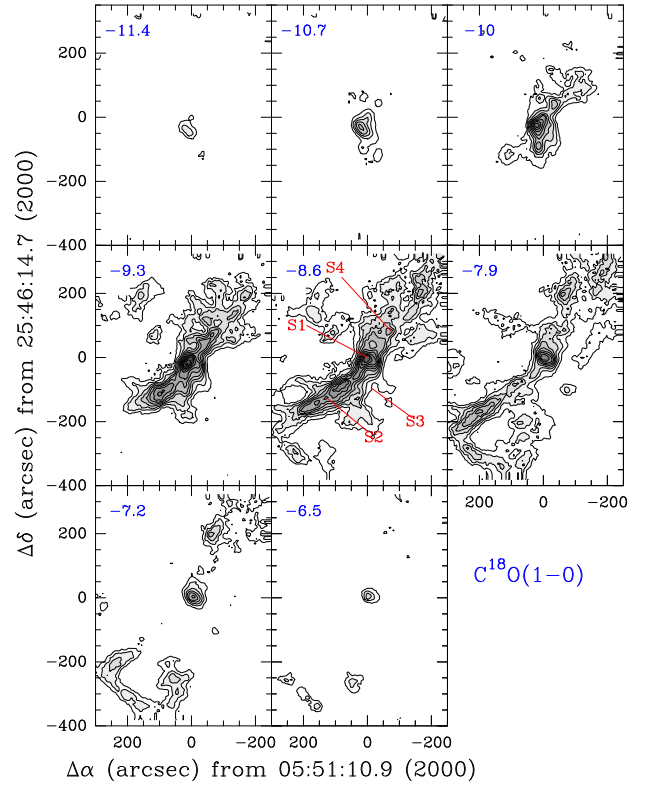 -11.4 -10.7 -10
200
0
-200
-400
-9.3 -8.6 -7.9
S4
S1
S3
S2
200
0
-200
-400
200 0 -200
-7.2 -6.5
C¹⁸O(1-0)
200
0
-200
-400
200 0 -200 200 0 -200
Δδ (arcsec) from 25:46:14.7 (2000)
Δα (arcsec) from 05:51:10.9 (2000)